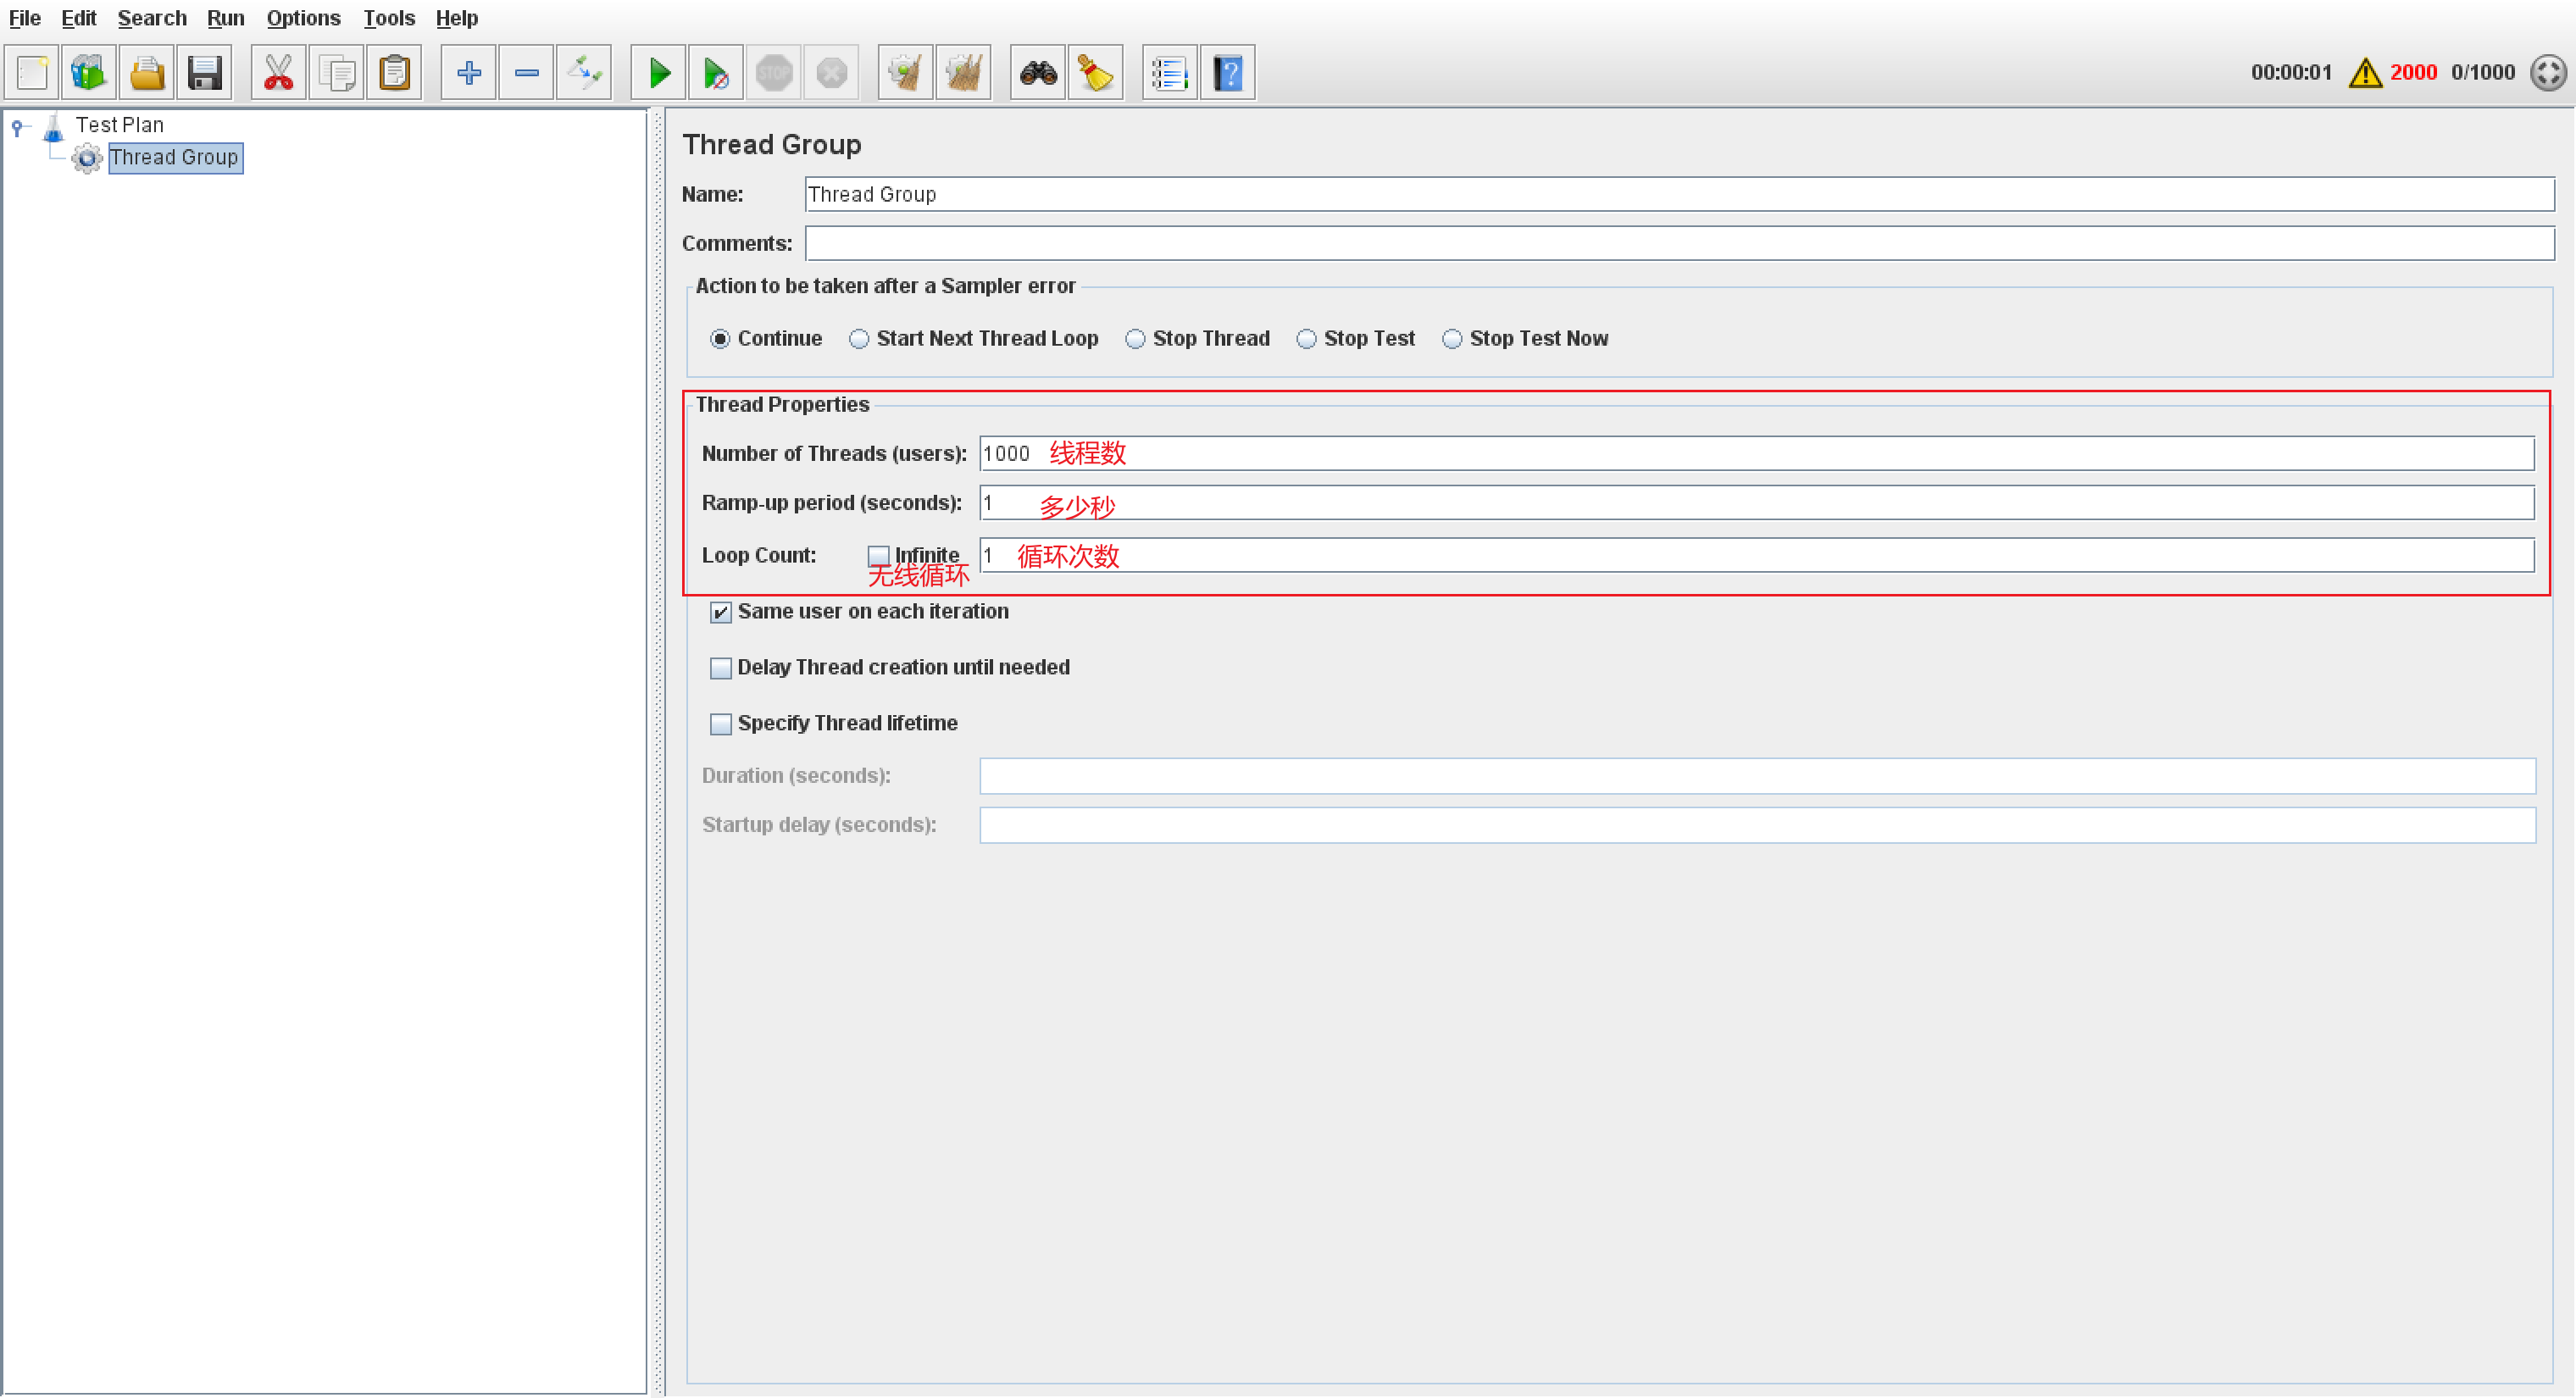 File Edit Search Run Options Tools Help
STOP
00:00:01 2000 0/1000
Test Plan
Thread Group
Thread Group
Name: Thread Group
Comments:
Action to be taken after a Sampler error
Continue Start Next Thread Loop Stop Thread Stop Test Stop Test Now
Thread Properties
Number of Threads (users): 1000 线程数
Ramp-up period (seconds): 1 多少秒
Loop Count: Infinite 1 循环次数
无线循环
Same user on each iteration
Delay Thread creation until needed
Specify Thread lifetime
Duration (seconds):
Startup delay (seconds):